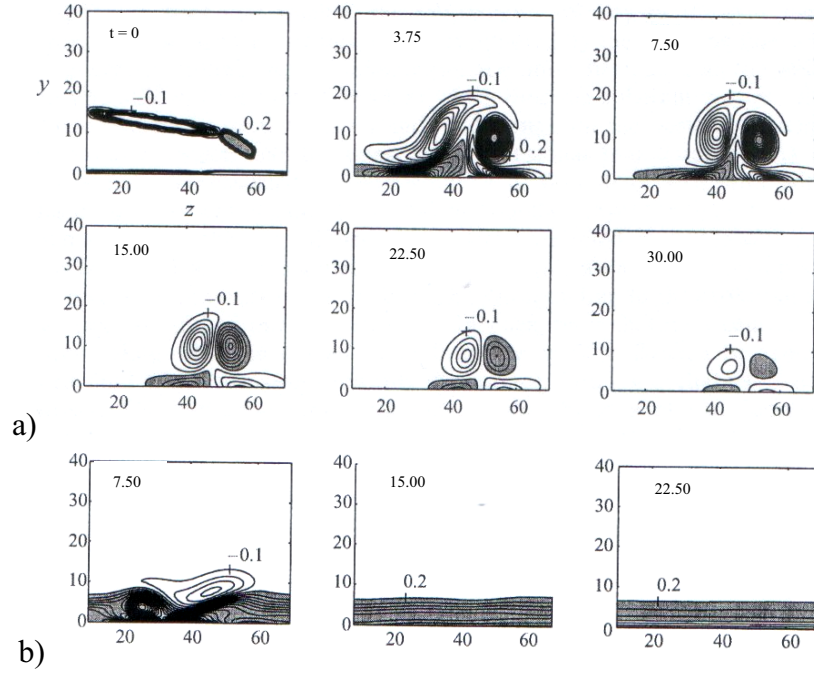 40 t = 0 40 3.75 40 7.50
y 30 −0.1 30 −0.1 30 −0.1
20 20 20
10 0.2 10 0.2 10
0 0 0
20 40 60 20 40 60 20 40 60
z
40 15.00 40 22.50 40 30.00
30 30 30
20 −0.1 20 −0.1 20 −0.1
10 10 10
0 0 0
20 40 60 20 40 60 20 40 60
a)
40 7.50 40 15.00 40 22.50
30 30 30
20 −0.1 20 20
10 10 0.2 10 0.2
0 0 0
20 40 60 20 40 60 20 40 60
b)